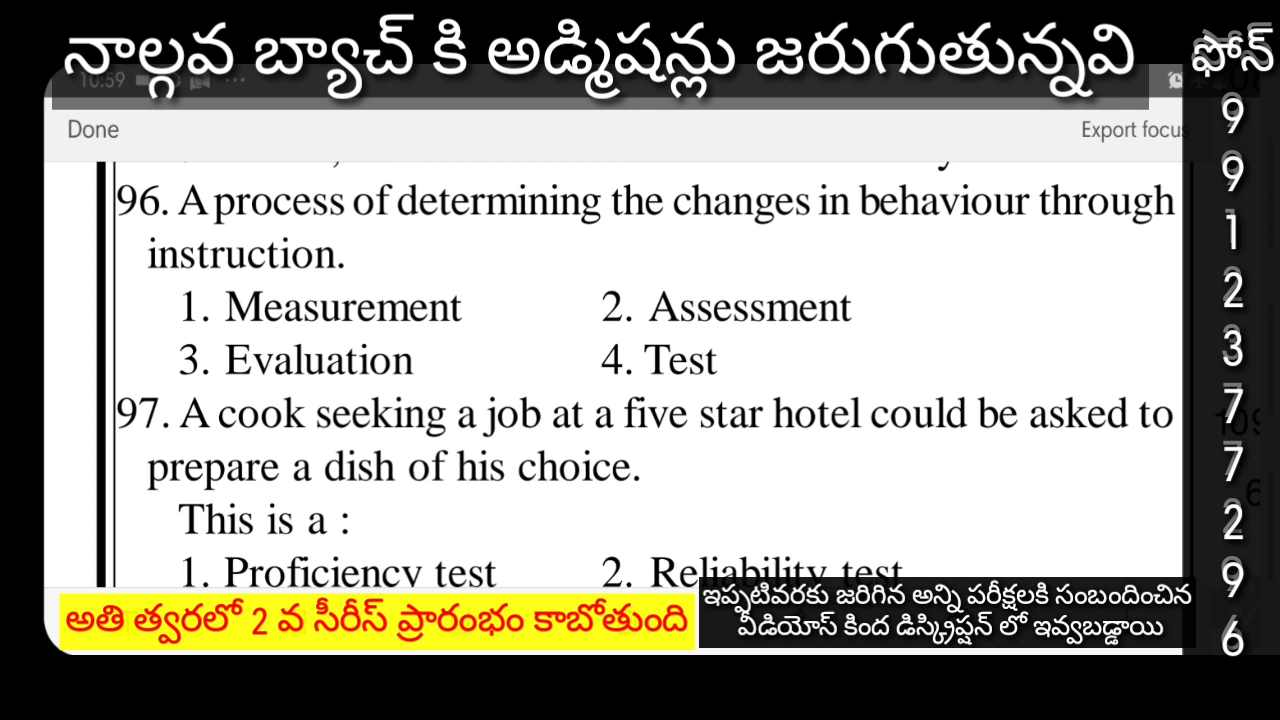 నాల్గవ బ్యాచ్ కి అడ్మిషన్లు జరుగుతున్నవి
ఫోన్
9
9
1
2
3
7
7
2
9
6
10:59
Done
Export focus
96. A process of determining the changes in behaviour through
instruction.
1. Measurement 2. Assessment
3. Evaluation 4. Test
97. A cook seeking a job at a five star hotel could be asked to
prepare a dish of his choice.
This is a :
1. Proficiency test 2. Reliability test
అతి త్వరలో 2 వ సీరీస్ ప్రారంభం కాబోతుంది
ఇప్పటివరకు జరిగిన అన్ని పరీక్షలకి సంబందించిన
వీడియోస్ కింద డిస్క్రిప్షన్ లో ఇవ్వబడ్డాయి